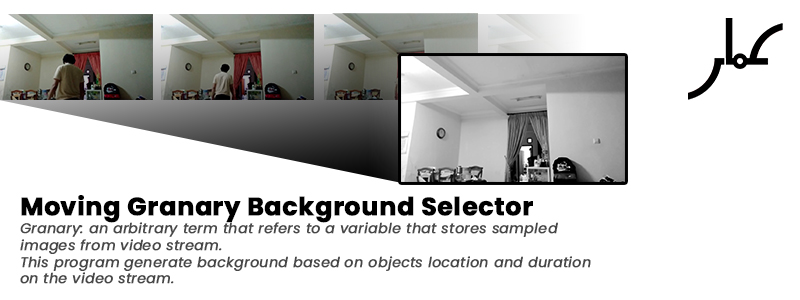 عمار
Moving Granary Background Selector
Granary: an arbitrary term that refers to a variable that stores sampled
images from video stream.
This program generate background based on objects location and duration
on the video stream.